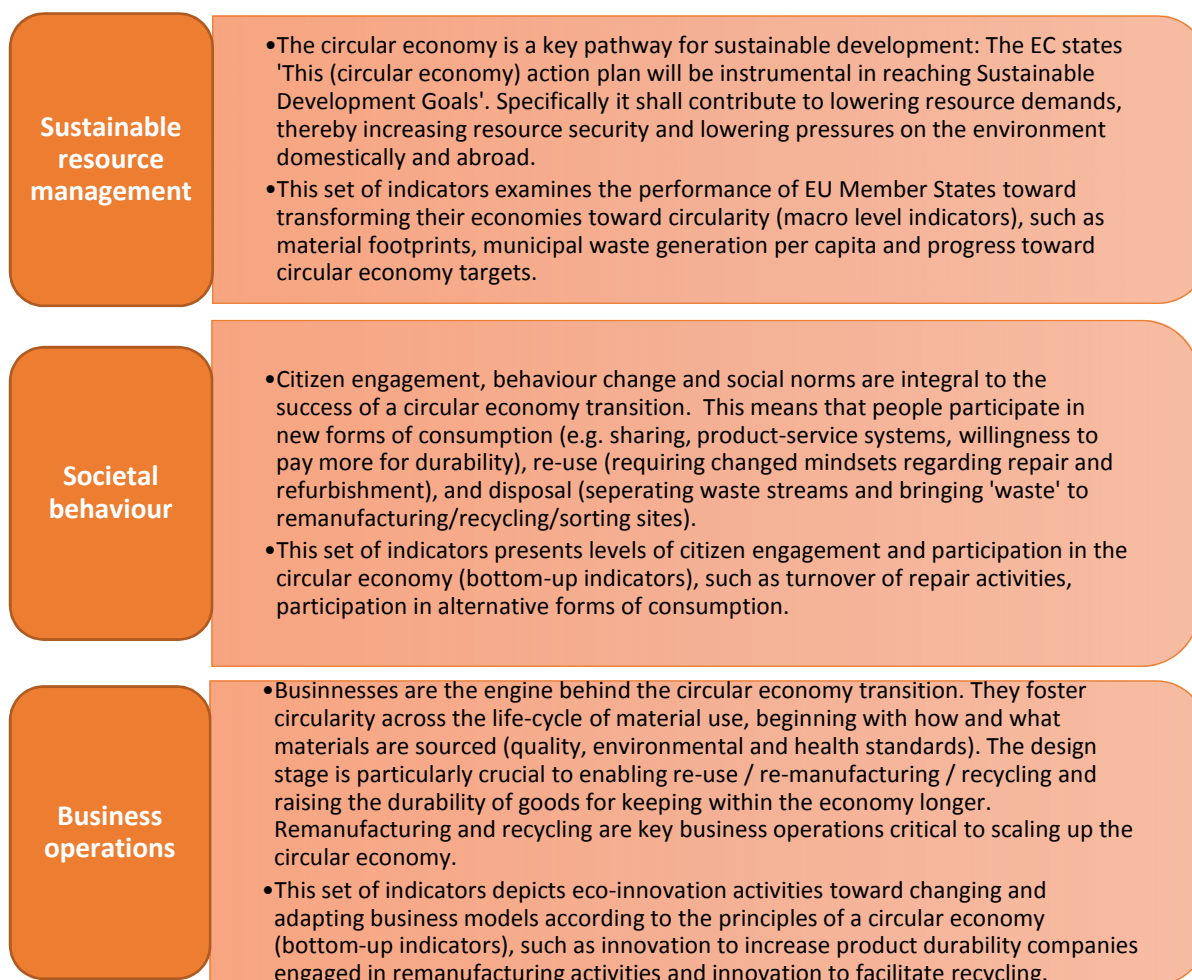 Sustainable
resource
management
•The circular economy is a key pathway for sustainable development: The EC states
'This (circular economy) action plan will be instrumental in reaching Sustainable
Development Goals'. Specifically it shall contribute to lowering resource demands,
thereby increasing resource security and lowering pressures on the environment
domestically and abroad.
•This set of indicators examines the performance of EU Member States toward
transforming their economies toward circularity (macro level indicators), such as
material footprints, municipal waste generation per capita and progress toward
circular economy targets.
Societal
behaviour
•Citizen engagement, behaviour change and social norms are integral to the
success of a circular economy transition.  This means that people participate in
new forms of consumption (e.g. sharing, product-service systems, willingness to
pay more for durability), re-use (requiring changed mindsets regarding repair and
refurbishment), and disposal (seperating waste streams and bringing 'waste' to
remanufacturing/recycling/sorting sites).
•This set of indicators presents levels of citizen engagement and participation in the
circular economy (bottom-up indicators), such as turnover of repair activities,
participation in alternative forms of consumption.
Business
operations
•Businnesses are the engine behind the circular economy transition. They foster
circularity across the life-cycle of material use, beginning with how and what
materials are sourced (quality, environmental and health standards). The design
stage is particularly crucial to enabling re-use / re-manufacturing / recycling and
raising the durability of goods for keeping within the economy longer.
Remanufacturing and recycling are key business operations critical to scaling up the
circular economy.
•This set of indicators depicts eco-innovation activities toward changing and
adapting business models according to the principles of a circular economy
(bottom-up indicators), such as innovation to increase product durability companies
engaged in remanufacturing activities and innovation to facilitate recycling.